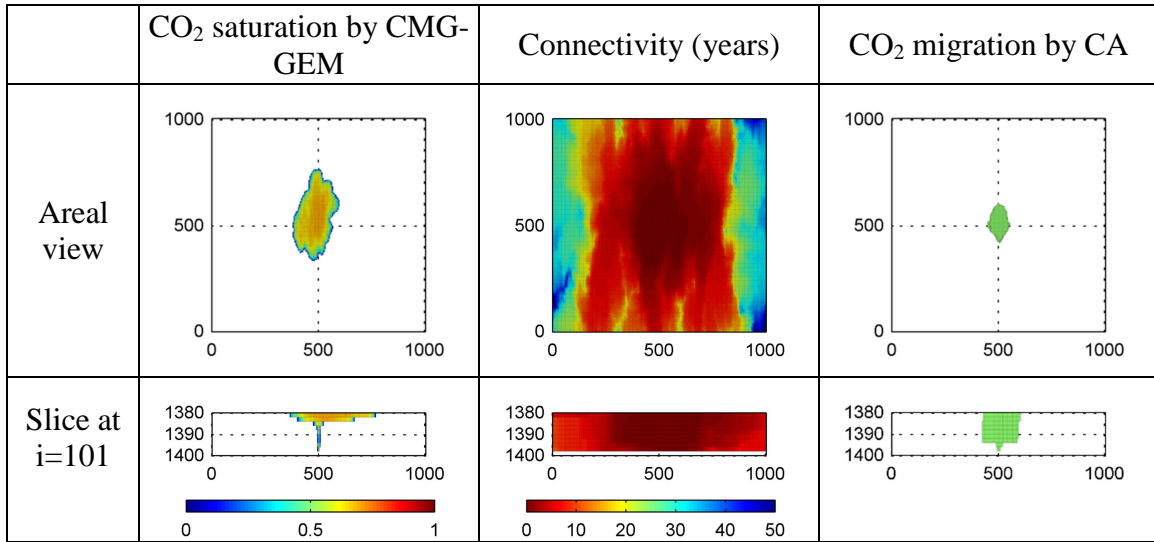 CO₂ saturation by CMG-
GEM
Connectivity (years)
CO₂ migration by CA
Areal
view
1000
500
0
0 500 1000
1000
500
0
0 500 1000
1000
500
0
0 500 1000
Slice at
i=101
1380
1390
1400
0 500 1000
0 0.5 1
1380
1390
1400
0 500 1000
0 10 20 30 40 50
1380
1390
1400
0 500 1000